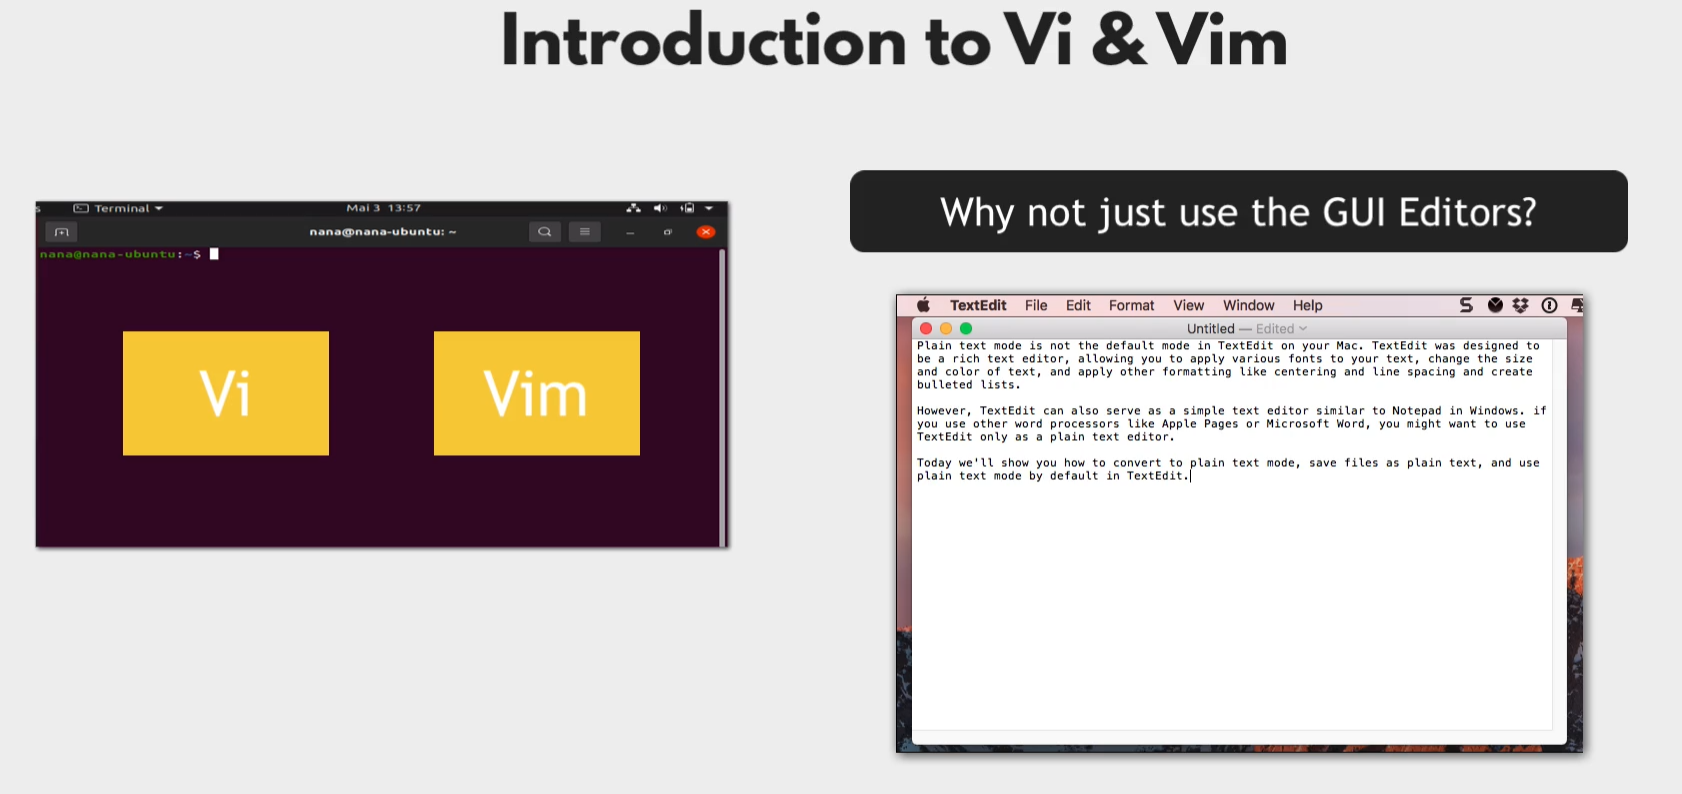 Introduction to Vi & Vim
Terminal
Mai 3 13:57
nana@nana-ubuntu: ~
nana@nana-ubuntu:~$
Vi
Vim
Why not just use the GUI Editors?
TextEdit File Edit Format View Window Help
Untitled — Edited
Plain text mode is not the default mode in TextEdit on your Mac. TextEdit was designed to
be a rich text editor, allowing you to apply various fonts to your text, change the size
and color of text, and apply other formatting like centering and line spacing and create
bulleted lists.
However, TextEdit can also serve as a simple text editor similar to Notepad in Windows. if
you use other word processors like Apple Pages or Microsoft Word, you might want to use
TextEdit only as a plain text editor.
Today we'll show you how to convert to plain text mode, save files as plain text, and use
plain text mode by default in TextEdit.